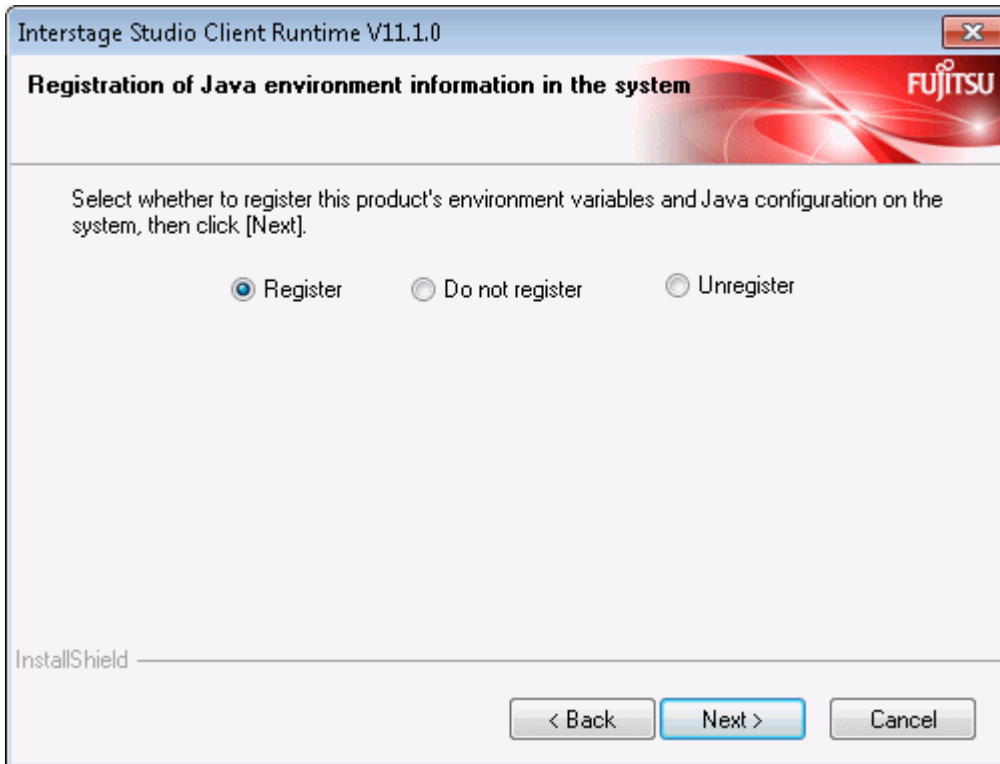 Interstage Studio Client Runtime V11.1.0
Registration of Java environment information in the system
FUJITSU
Select whether to register this product's environment variables and Java configuration on the
system, then click [Next].
Register Do not register Unregister
InstallShield
< Back Next > Cancel